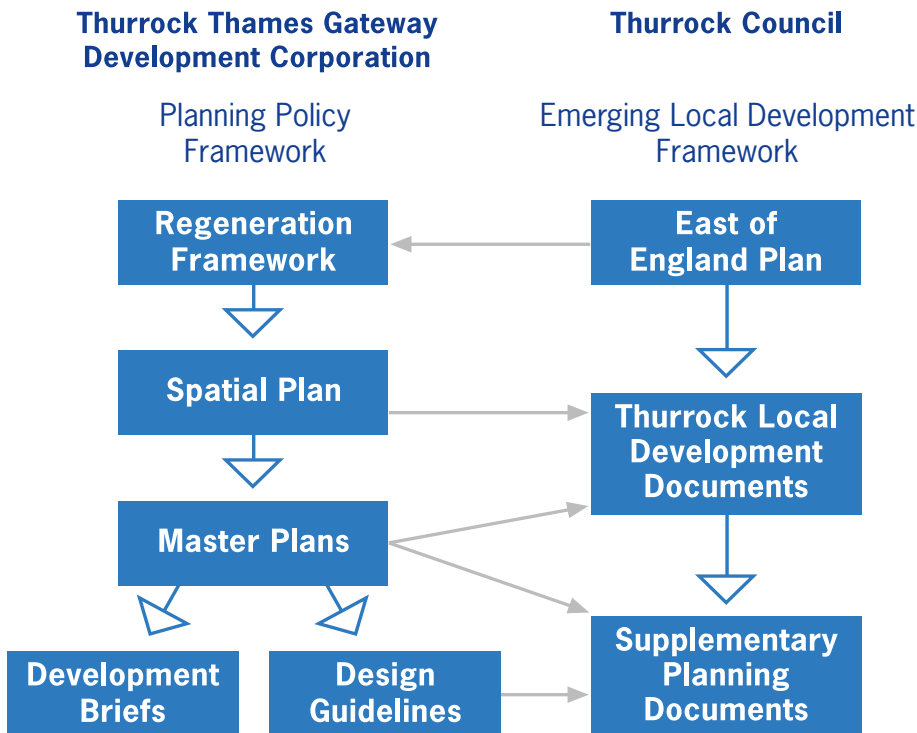 Thurrock Thames Gateway
Development Corporation
Planning Policy
Framework
Regeneration
Framework
Spatial Plan
Master Plans
Development
Briefs
Design
Guidelines
Thurrock Council
Emerging Local Development
Framework
East of
England Plan
Thurrock Local
Development
Documents
Supplementary
Planning
Documents